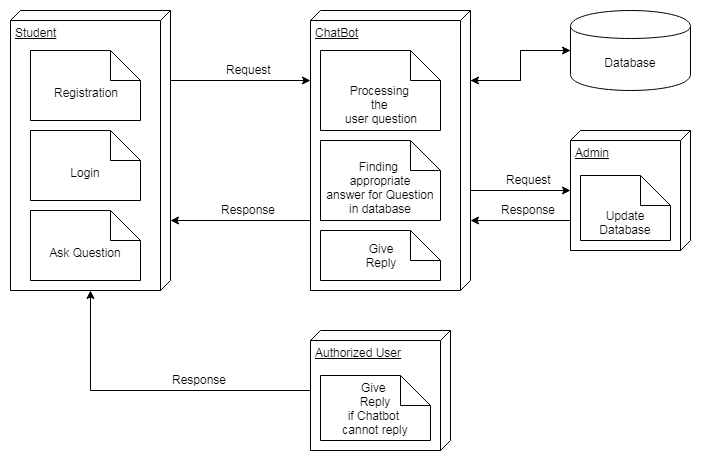 Student
Registration
Login
Ask Question
Request
Response
ChatBot
Processing
the
user question
Finding
appropriate
answer for Question
in database
Give
Reply
Database
Request
Response
Admin
Update
Database
Response
Authorized User
Give
Reply
if Chatbot
cannot reply